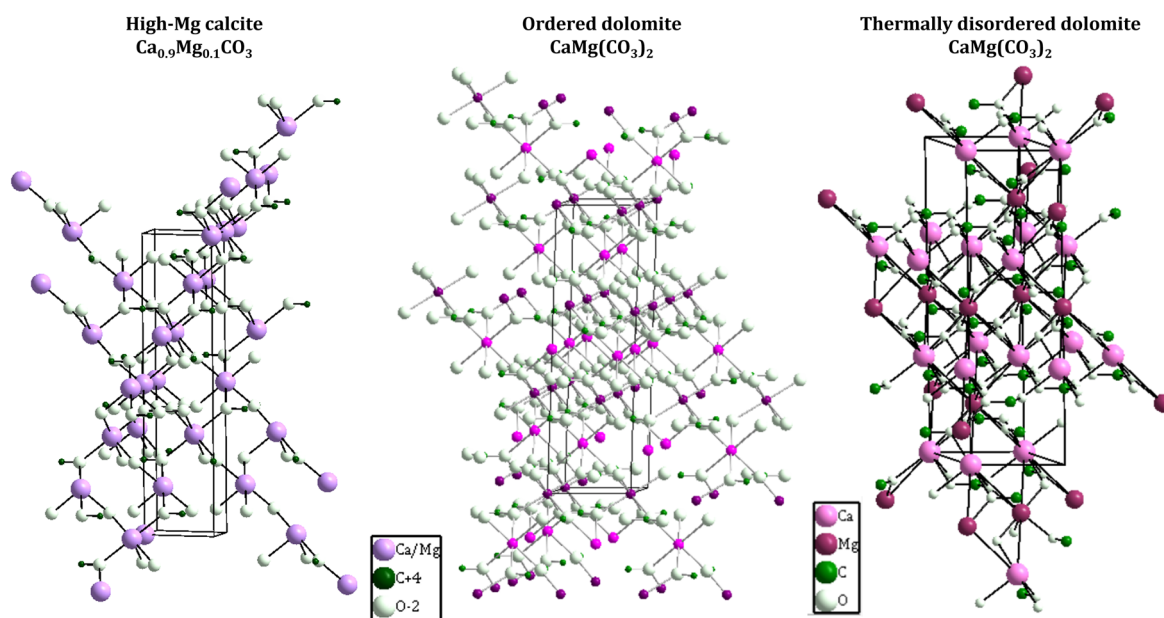 High-Mg calcite
Ca0.9Mg0.1CO3
Ordered dolomite
CaMg(CO3)2
Thermally disordered dolomite
CaMg(CO3)2
Ca/Mg
C+4
O-2
Ca
Mg
C
O